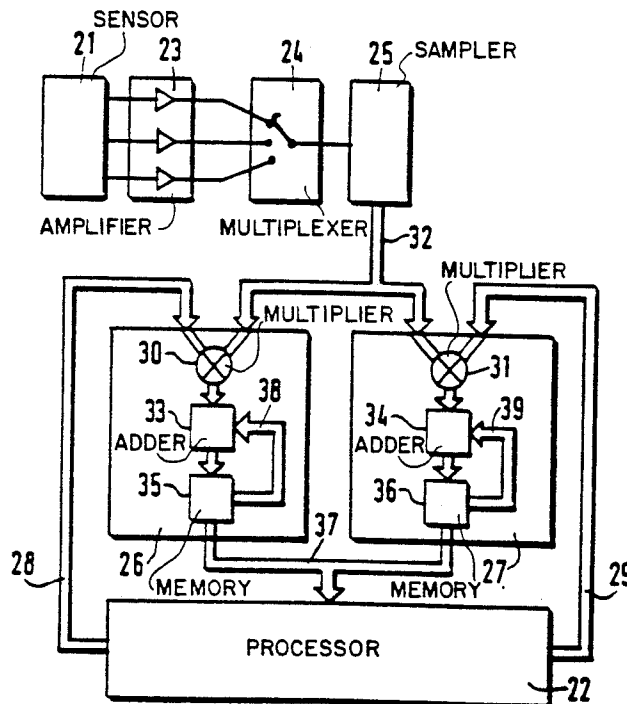 SENSOR
21
23
24
25
SAMPLER
AMPLIFIER
MULTIPLEXER
32
MULTIPLIER
MULTIPLIER
30
31
38
39
33
34
ADDER
ADDER
35
36
37
26
27
28
29
MEMORY
MEMORY
PROCESSOR
22